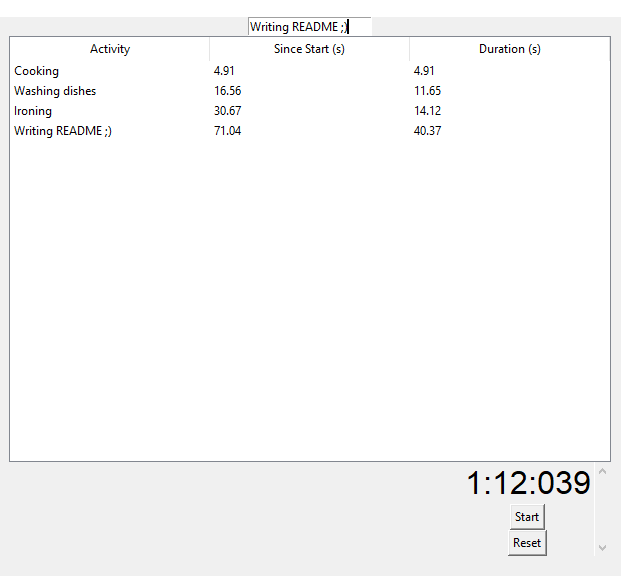 Writing README ;)
Activity Since Start (s) Duration (s)
Cooking 4.91 4.91
Washing dishes 16.56 11.65
Ironing 30.67 14.12
Writing README ;) 71.04 40.37
1:12:039
Start
Reset